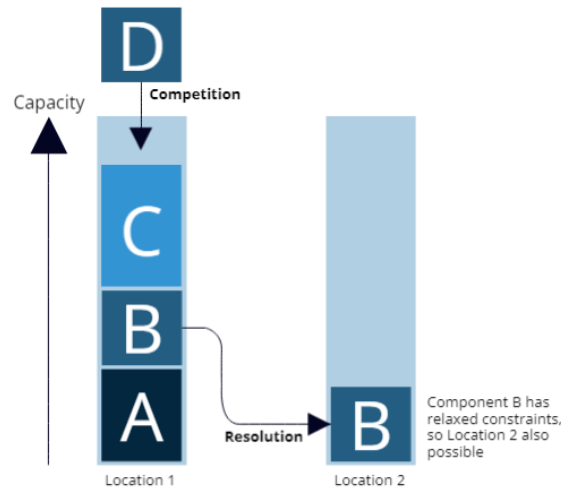 D
Competition
Capacity
C
B
A
Resolution
B
Component B has
relaxed constraints,
so Location 2 also
possible
Location 1
Location 2